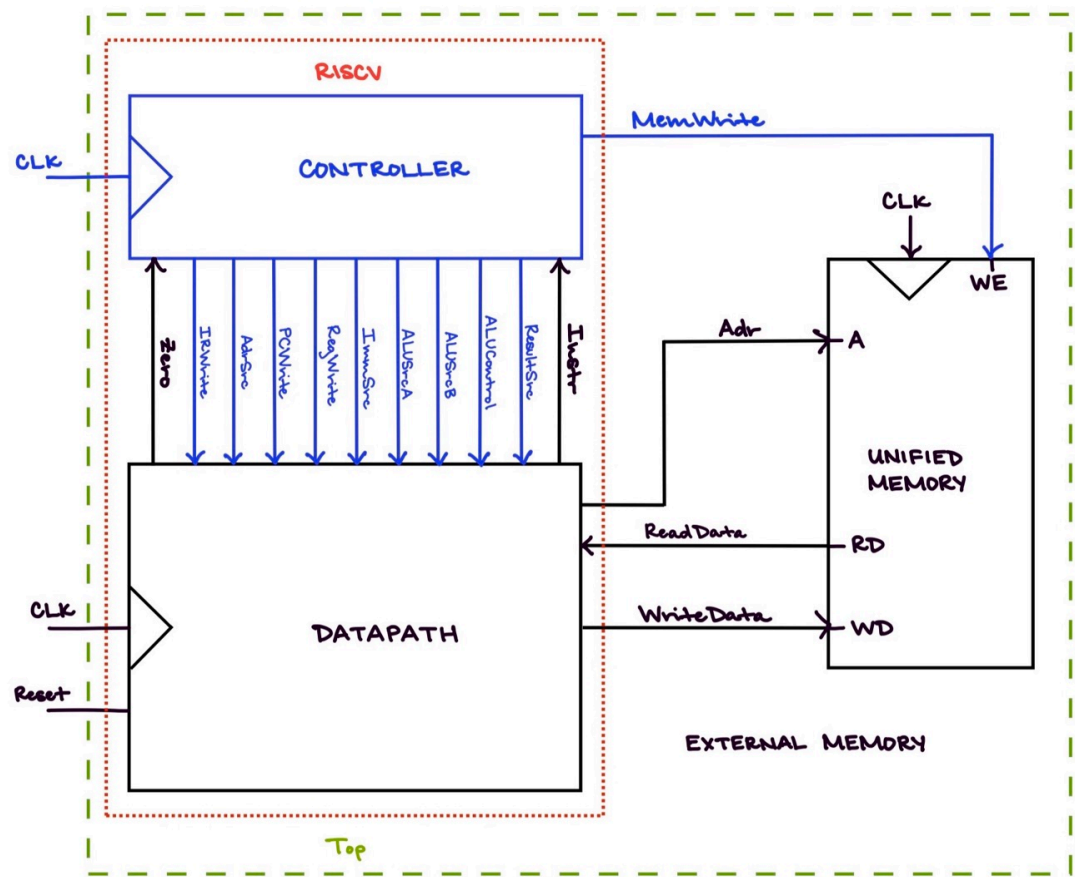 RISCV
MemWrite
CLK
CONTROLLER
CLK
WE
Zero
IRWrite
AdrSrc
PCWrite
RegWrite
ImmSrc
ALUSrcA
ALUSrcB
ALUControl
ResultSrc
Instr
Adr
A
UNIFIED
MEMORY
ReadData
RD
CLK
DATAPATH
WriteData
WD
Reset
EXTERNAL MEMORY
Top